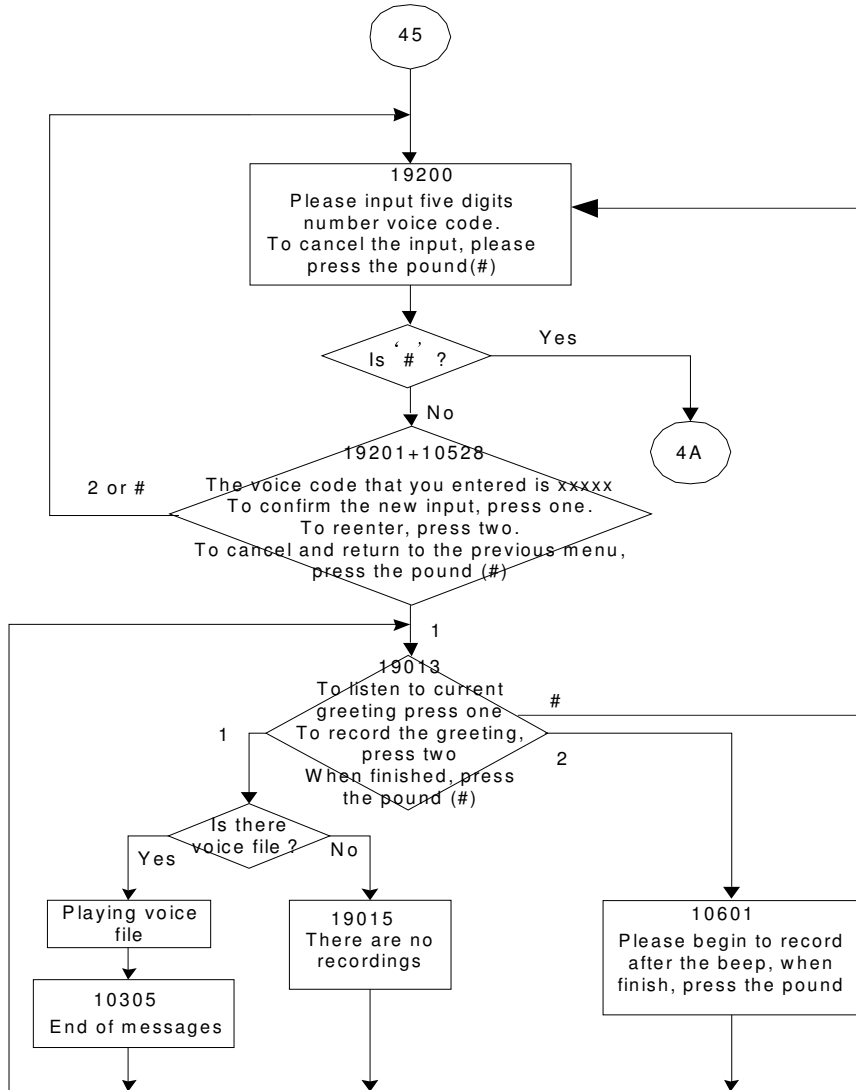 45
19200
Please input five digits
number voice code.
To cancel the input, please
press the pound(#)
Is ‘#’ ?
Yes
No
4A
19201+10528
The voice code that you entered is xxxxx
To confirm the new input, press one.
To reenter, press two.
To cancel and return to the previous menu,
press the pound (#)
2 or #
1
19013
To listen to current
greeting press one
To record the greeting,
press two
When finished, press
the pound (#)
#
1
2
Is there
voice file ?
Yes
No
Playing voice
file
19015
There are no
recordings
10601
Please begin to record
after the beep, when
finish, press the pound
10305
End of messages